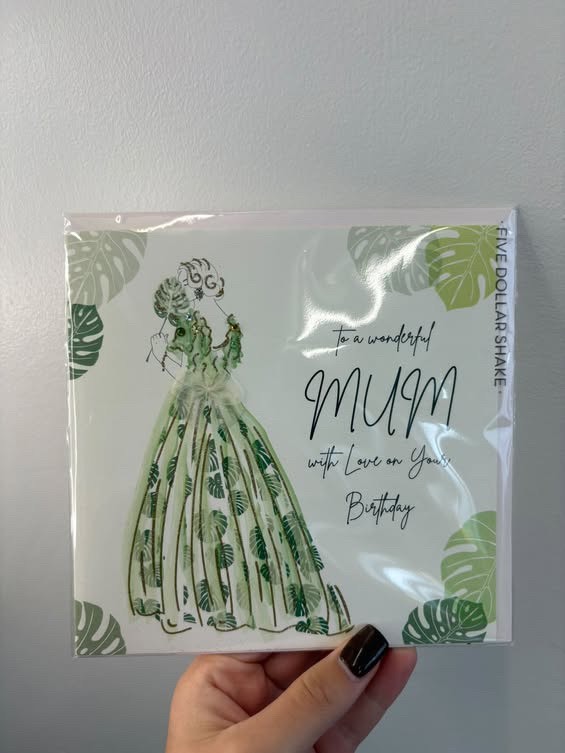 to a wonderful
MUM
with Love on Your
Birthday
· FIVE DOLLAR SHAKE ·